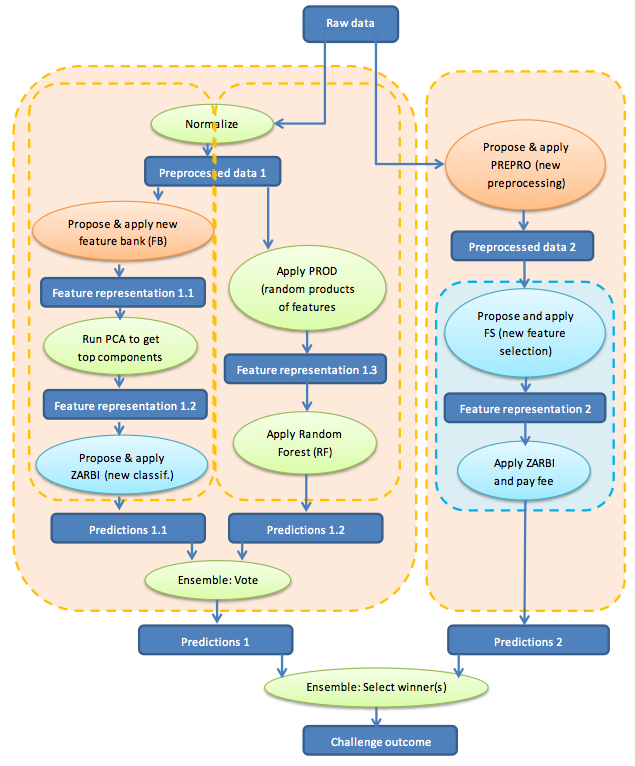 Raw data
Normalize
Preprocessed data 1
Propose & apply new
feature bank (FB)
Feature representation 1.1
Run PCA to get
top components
Feature representation 1.2
Propose & apply
ZARBI (new classif.)
Predictions 1.1
Apply PROD
(random products
of features
Feature representation 1.3
Apply Random
Forest (RF)
Predictions 1.2
Ensemble: Vote
Predictions 1
Propose & apply
PREPRO (new
preprocessing)
Preprocessed data 2
Propose and apply
FS (new feature
selection)
Feature representation 2
Apply ZARBI
and pay fee
Predictions 2
Ensemble: Select winner(s)
Challenge outcome